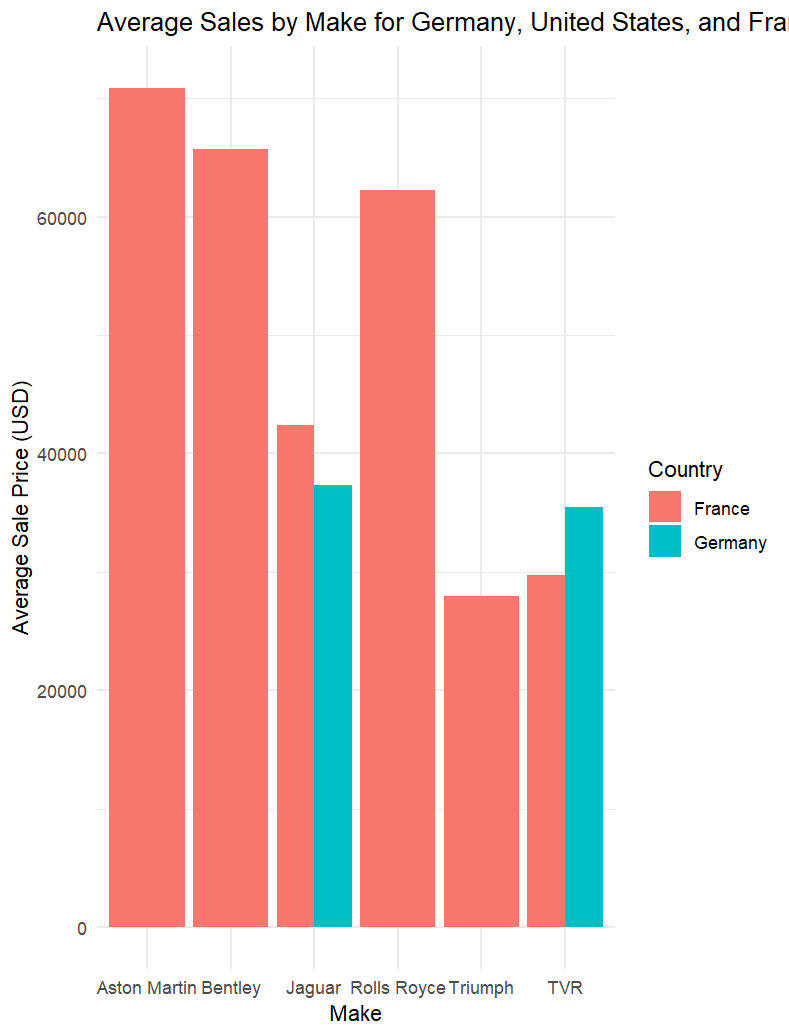 Average Sales by Make for Germany, United States, and Fra
60000
40000
20000
0
Average Sale Price (USD)
Aston Martin Bentley Jaguar Rolls Royce Triumph TVR
Make
Country
France
Germany